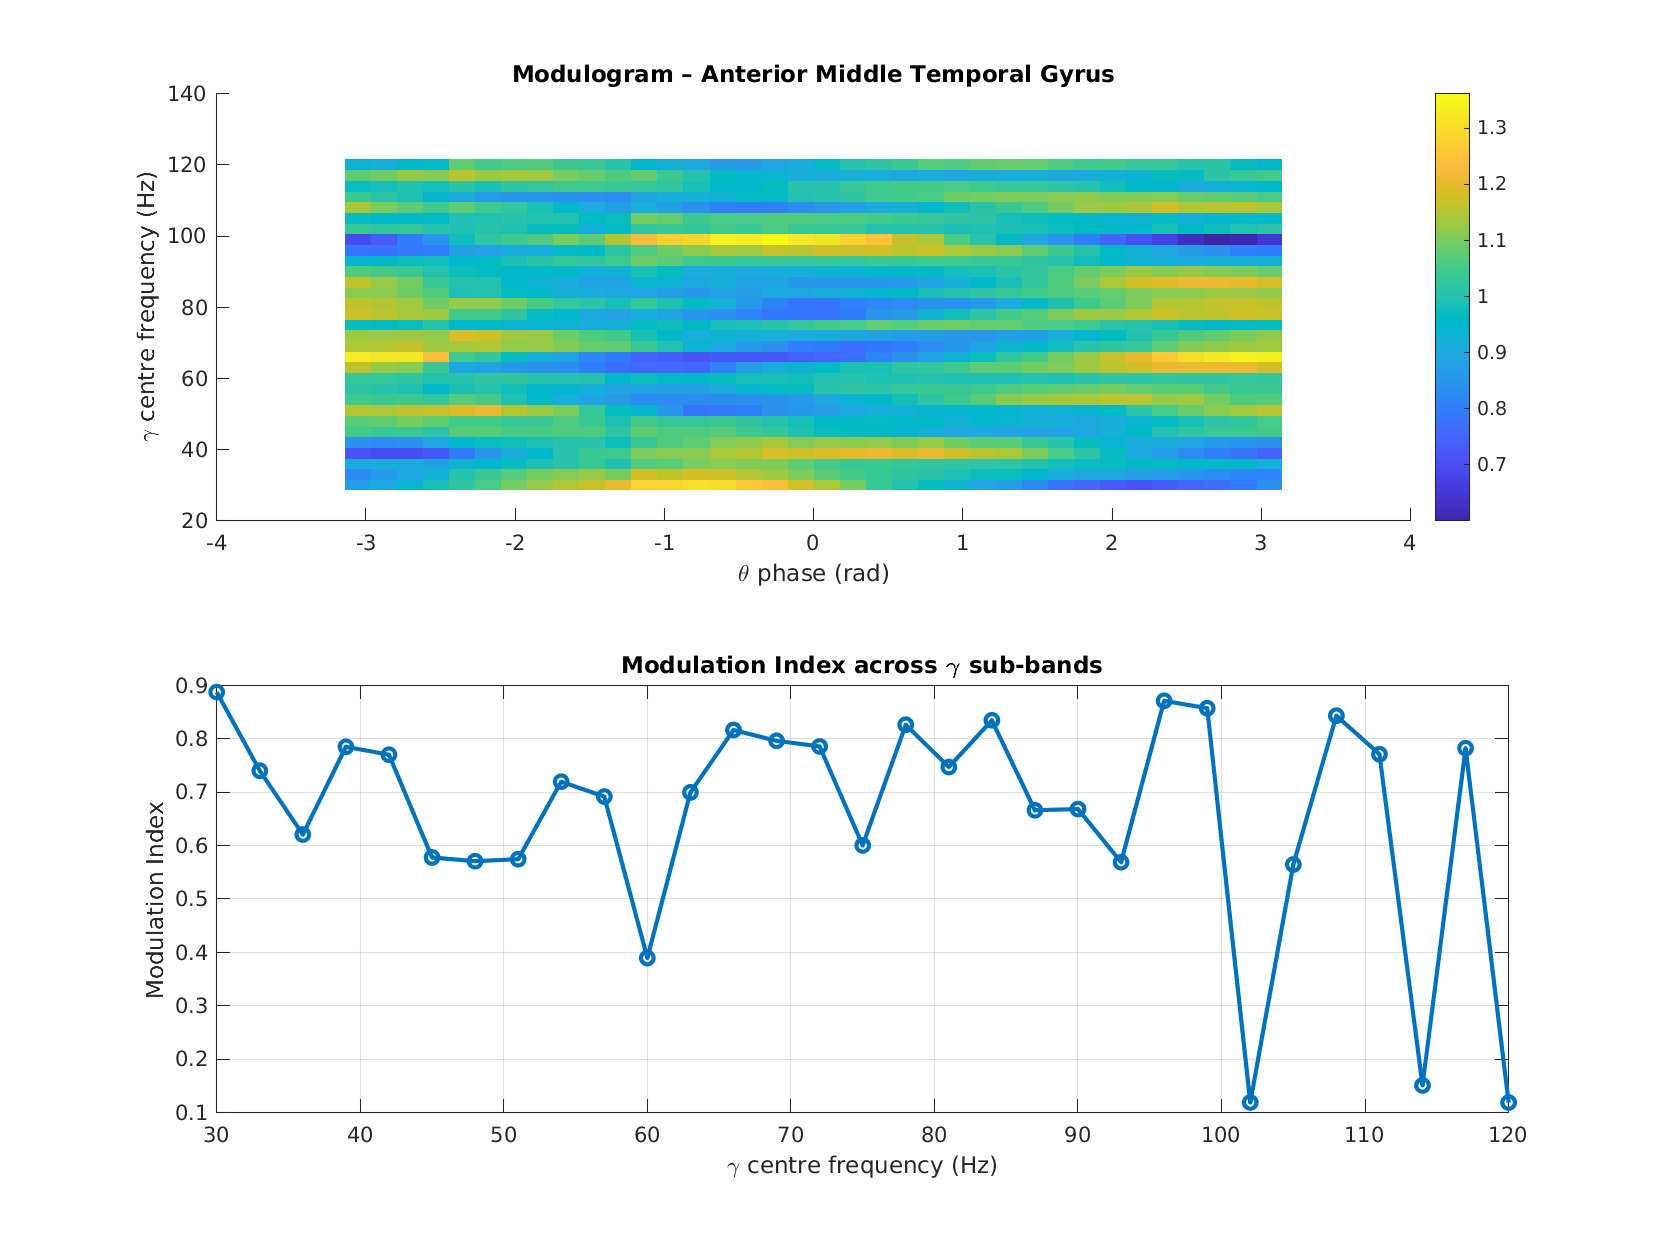 Modulogram – Anterior Middle Temporal Gyrus
γ centre frequency (Hz)
140
120
100
80
60
40
20
-4 -3 -2 -1 0 1 2 3 4
θ phase (rad)
1.3
1.2
1.1
1
0.9
0.8
0.7
Modulation Index across γ sub-bands
Modulation Index
0.9
0.8
0.7
0.6
0.5
0.4
0.3
0.2
0.1
30 40 50 60 70 80 90 100 110 120
γ centre frequency (Hz)